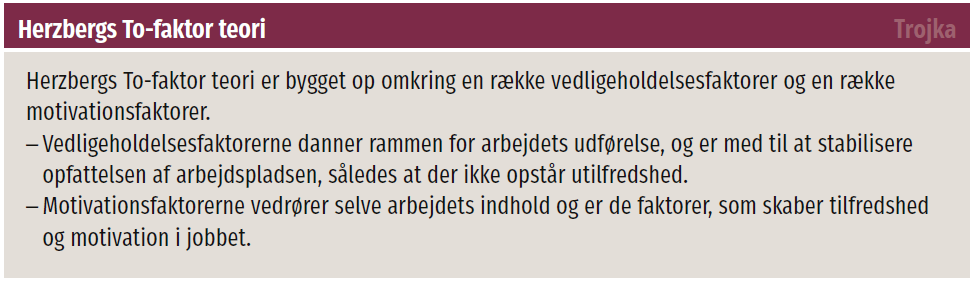 Herzbergs To-faktor teori Trojka
Herzbergs To-faktor teori er bygget op omkring en række vedligeholdelsesfaktorer og en række
motivationsfaktorer.
– Vedligeholdelsesfaktorerne danner rammen for arbejdets udførelse, og er med til at stabilisere
opfattelsen af arbejdspladsen, således at der ikke opstår utilfredshed.
– Motivationsfaktorerne vedrører selve arbejdets indhold og er de faktorer, som skaber tilfredshed
og motivation i jobbet.